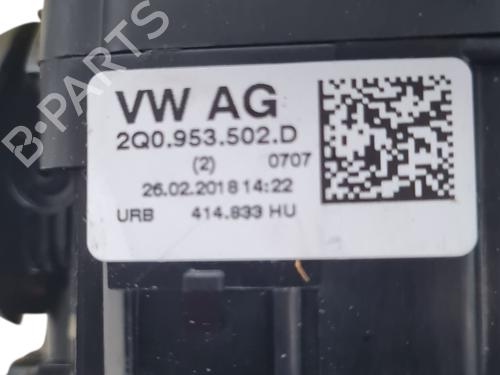 VW AG
2Q0.953.502.D
(2) 0707
26.02.2018 14:22
URB 414.833 HU
B-PARTS